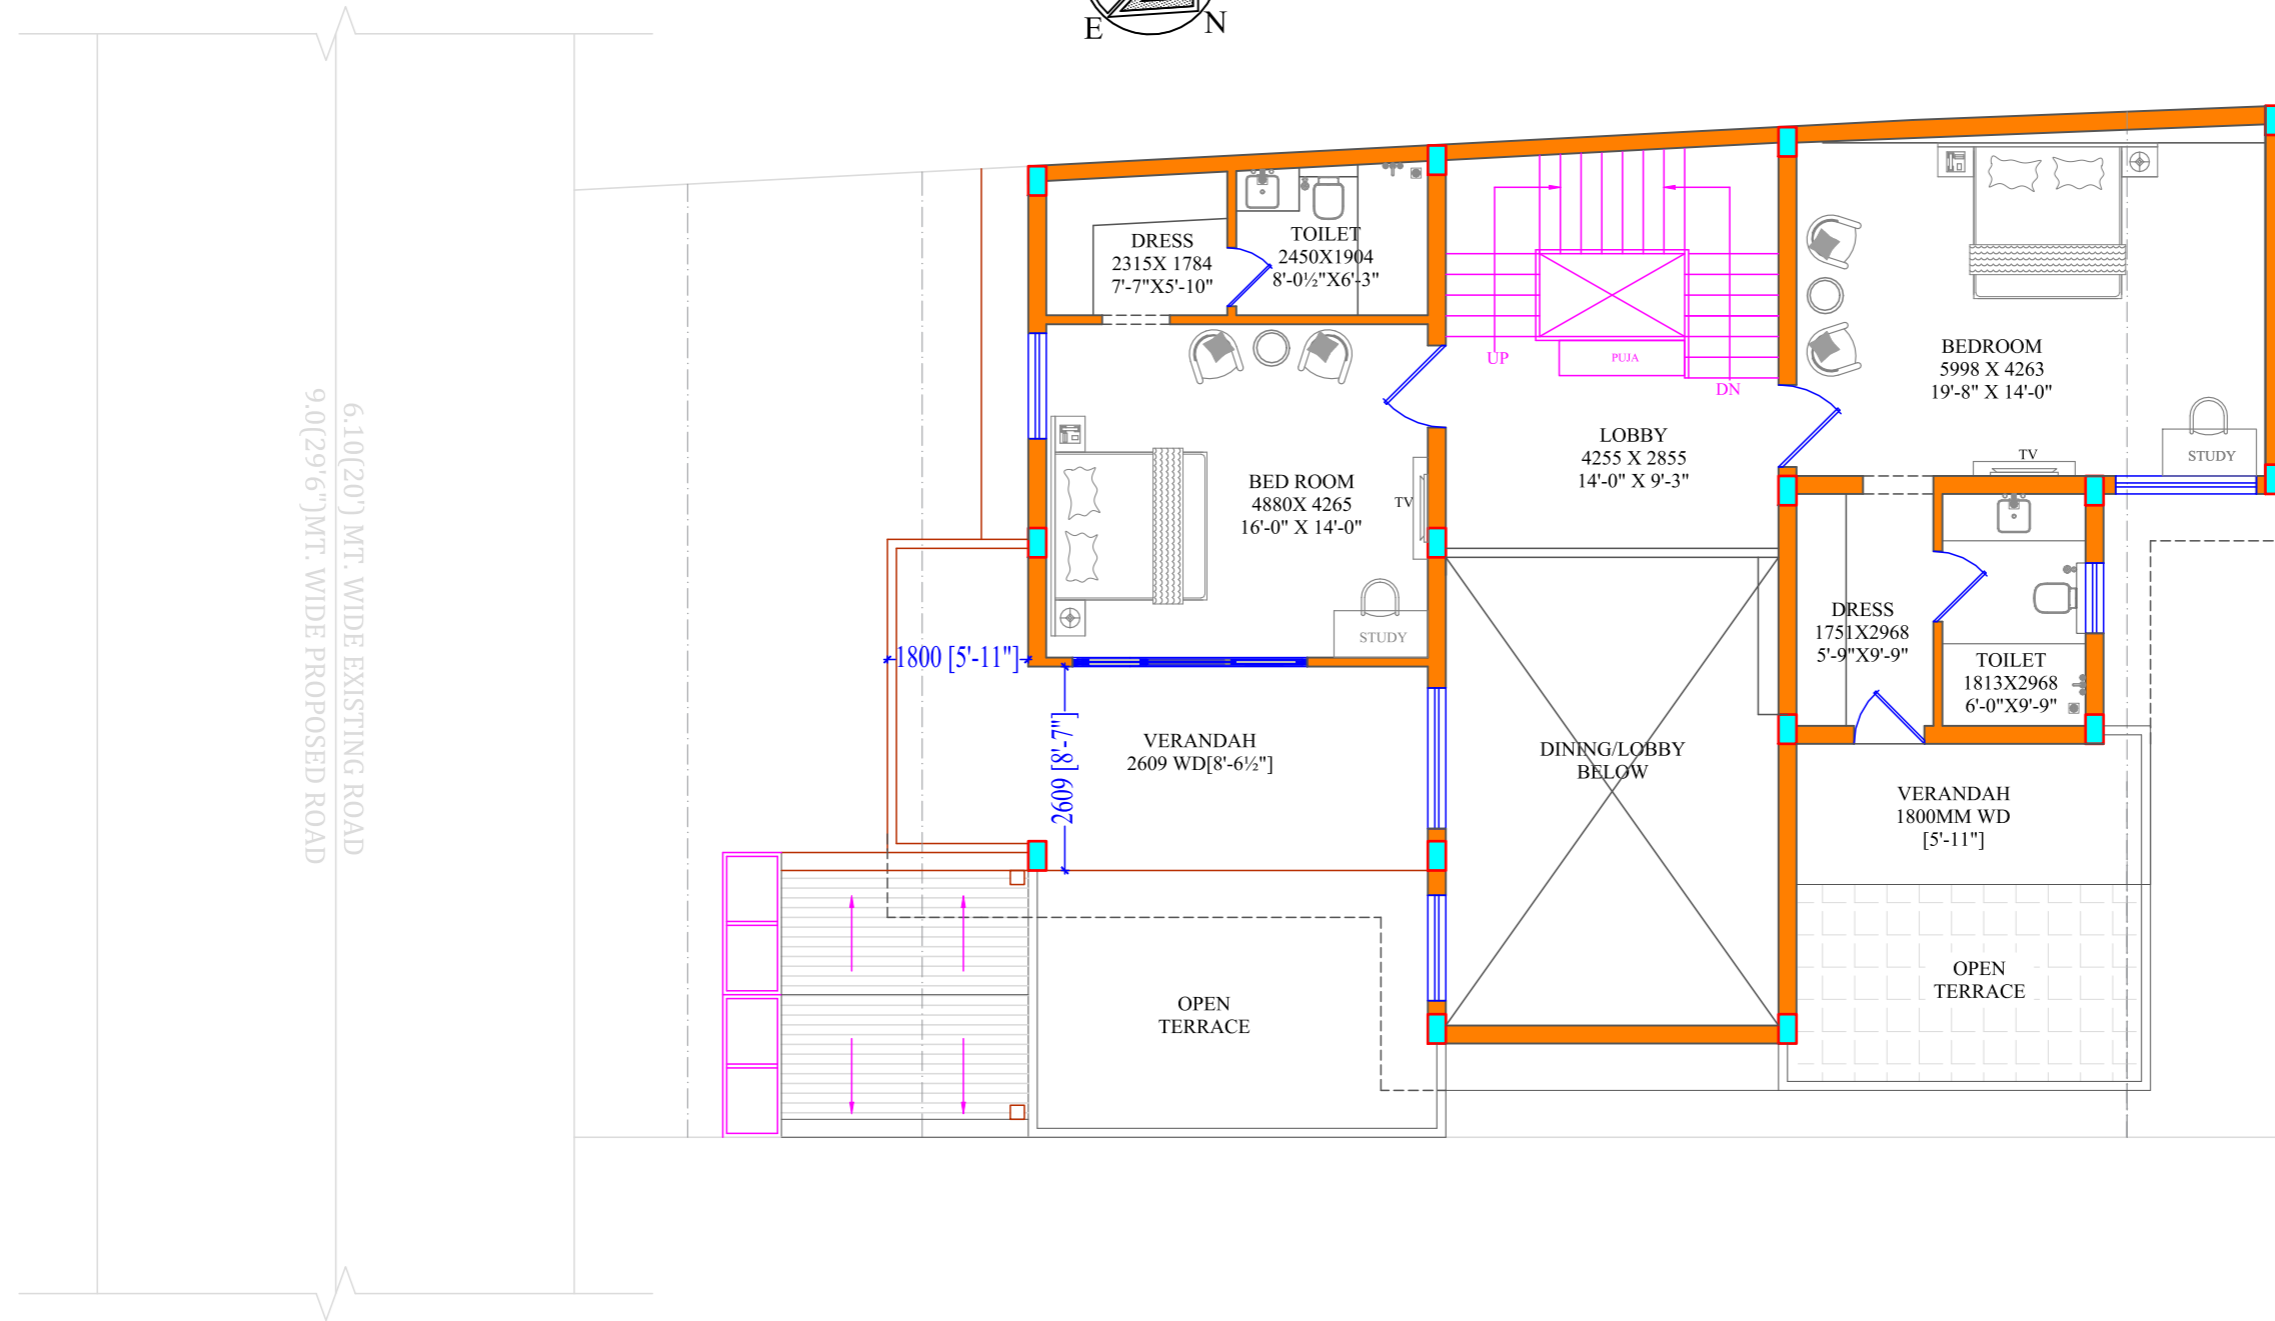 E
N
DRESS
2315X 1784
7'-7"X5'-10"
TOILET
2450X1904
8'-0½"X6'-3"
UP
PUJA
DN
BEDROOM
5998 X 4263
19'-8" X 14'-0"
TV
STUDY
LOBBY
4255 X 2855
14'-0" X 9'-3"
BED ROOM
4880X 4265
16'-0" X 14'-0"
TV
STUDY
6.10(20') MT. WIDE EXISTING ROAD
9.0(29'6")MT. WIDE PROPOSED ROAD
1800 [5'-11"]
2609 [8'-7"]
VERANDAH
2609 WD[8'-6½"]
DINING/LOBBY
BELOW
DRESS
1751X2968
5'-9"X9'-9"
TOILET
1813X2968
6'-0"X9'-9"
VERANDAH
1800MM WD
[5'-11"]
OPEN
TERRACE
OPEN
TERRACE